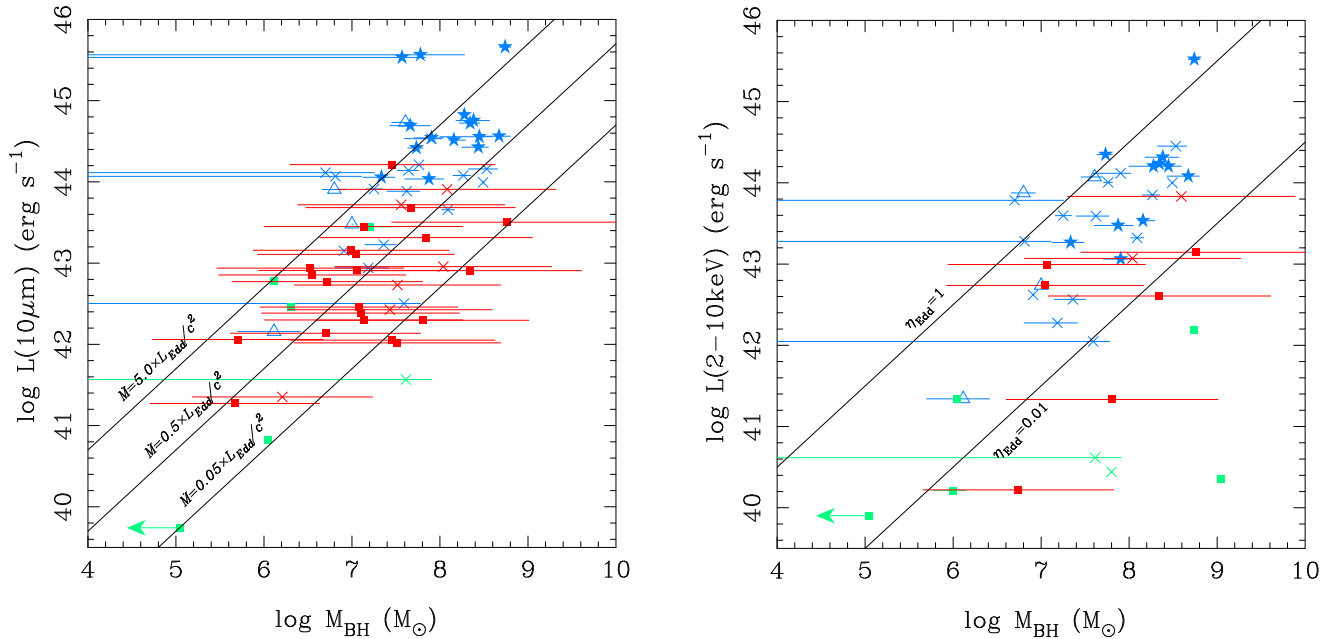 log L(10μm) (erg s⁻¹)
46
45
44
43
42
41
40
M=5.0×L_Edd/c²
M=0.5×L_Edd/c²
M=0.05×L_Edd/c²
4 5 6 7 8 9 10
log M_BH (M_⊙)
log L(2-10keV) (erg s⁻¹)
46
45
44
43
42
41
40
η_Edd=1
η_Edd=0.01
4 5 6 7 8 9 10
log M_BH (M_⊙)